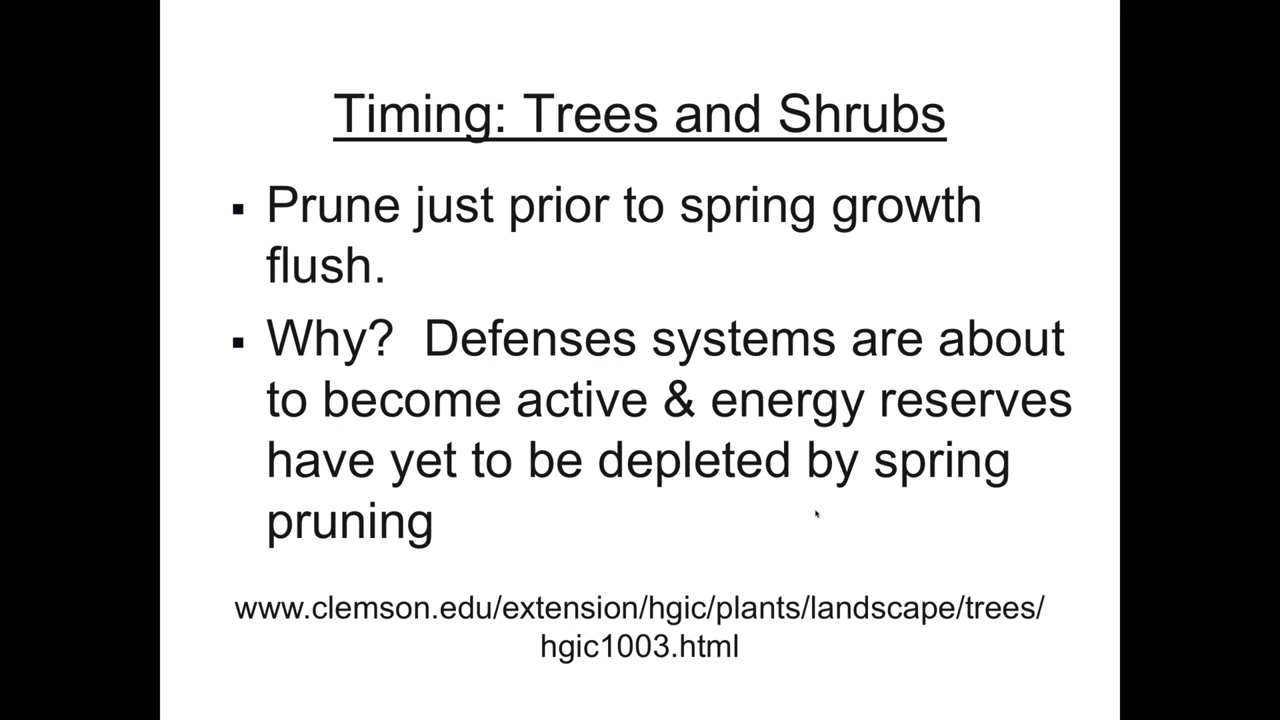 Timing: Trees and Shrubs
▪ Prune just prior to spring growth
flush.
▪ Why?  Defenses systems are about
to become active & energy reserves
have yet to be depleted by spring
pruning
www.clemson.edu/extension/hgic/plants/landscape/trees/
hgic1003.html